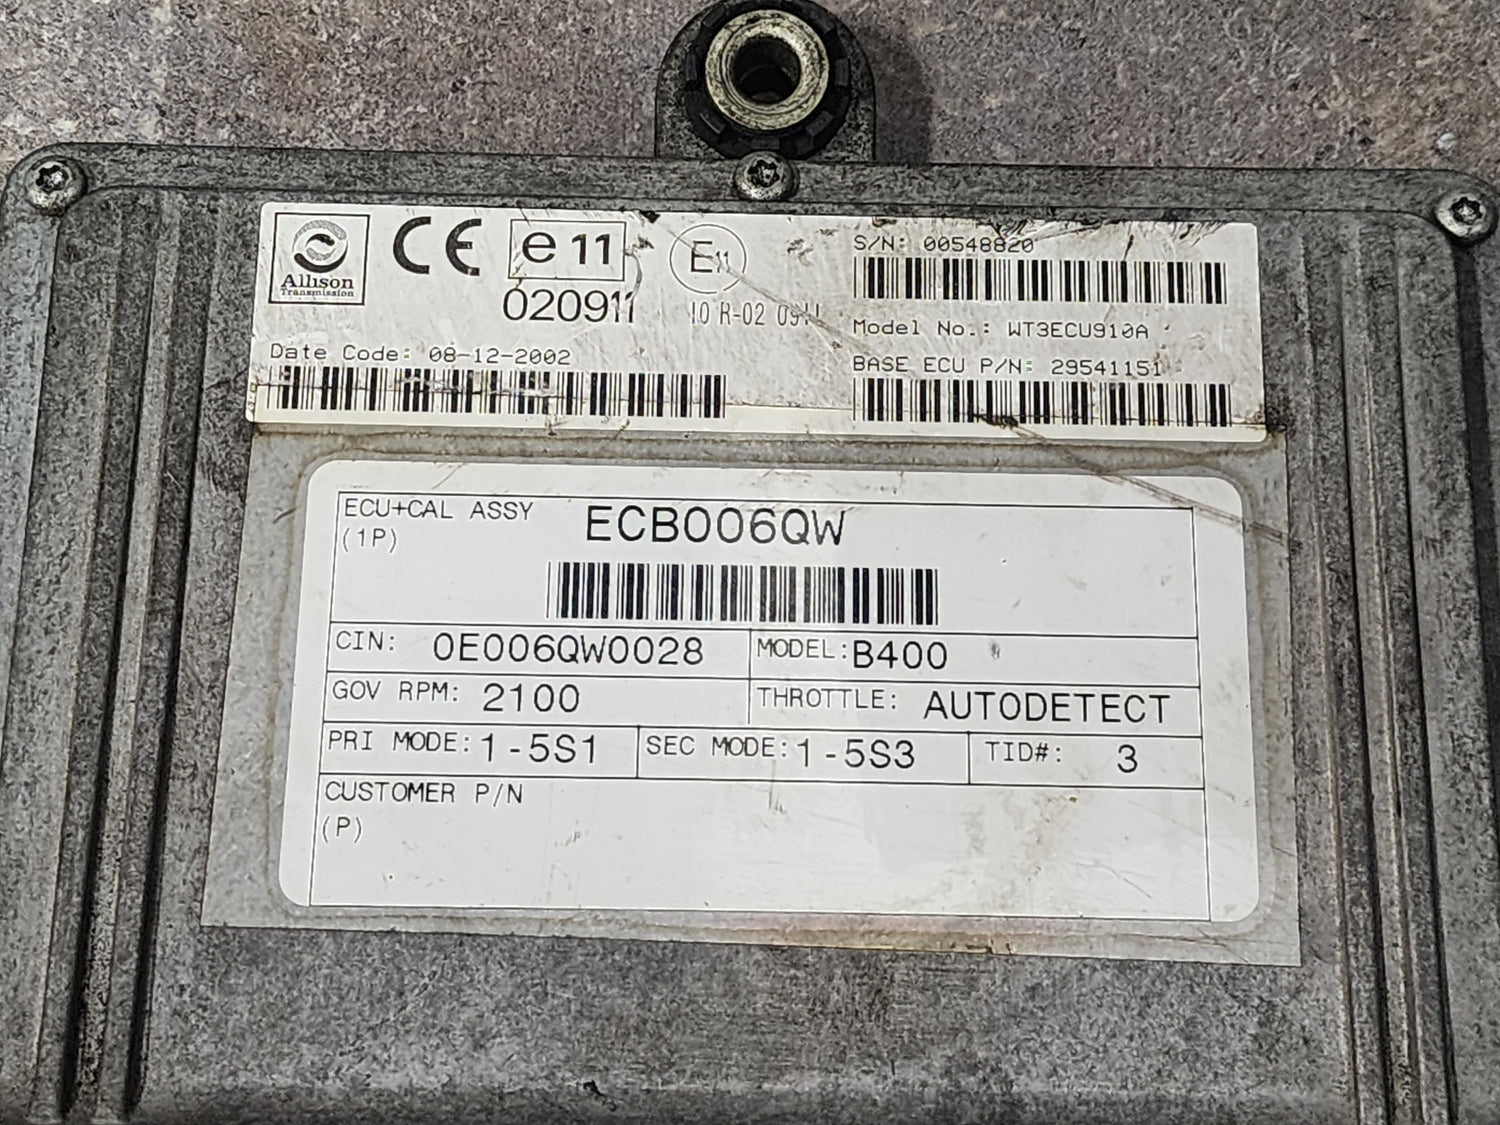 Allison
Transmission
CE
e 11
020911
E11
10 R-02 0911
S/N: 00548820
Model No.: WT3ECU910A
Date Code: 08-12-2002
BASE ECU P/N: 29541151
ECU+CAL ASSY
(1P)
ECB006QW
CIN: 0E006QW0028
MODEL: B400
GOV RPM: 2100
THROTTLE: AUTODETECT
PRI MODE: 1-5S1
SEC MODE: 1-5S3
TID#: 3
CUSTOMER P/N
(P)